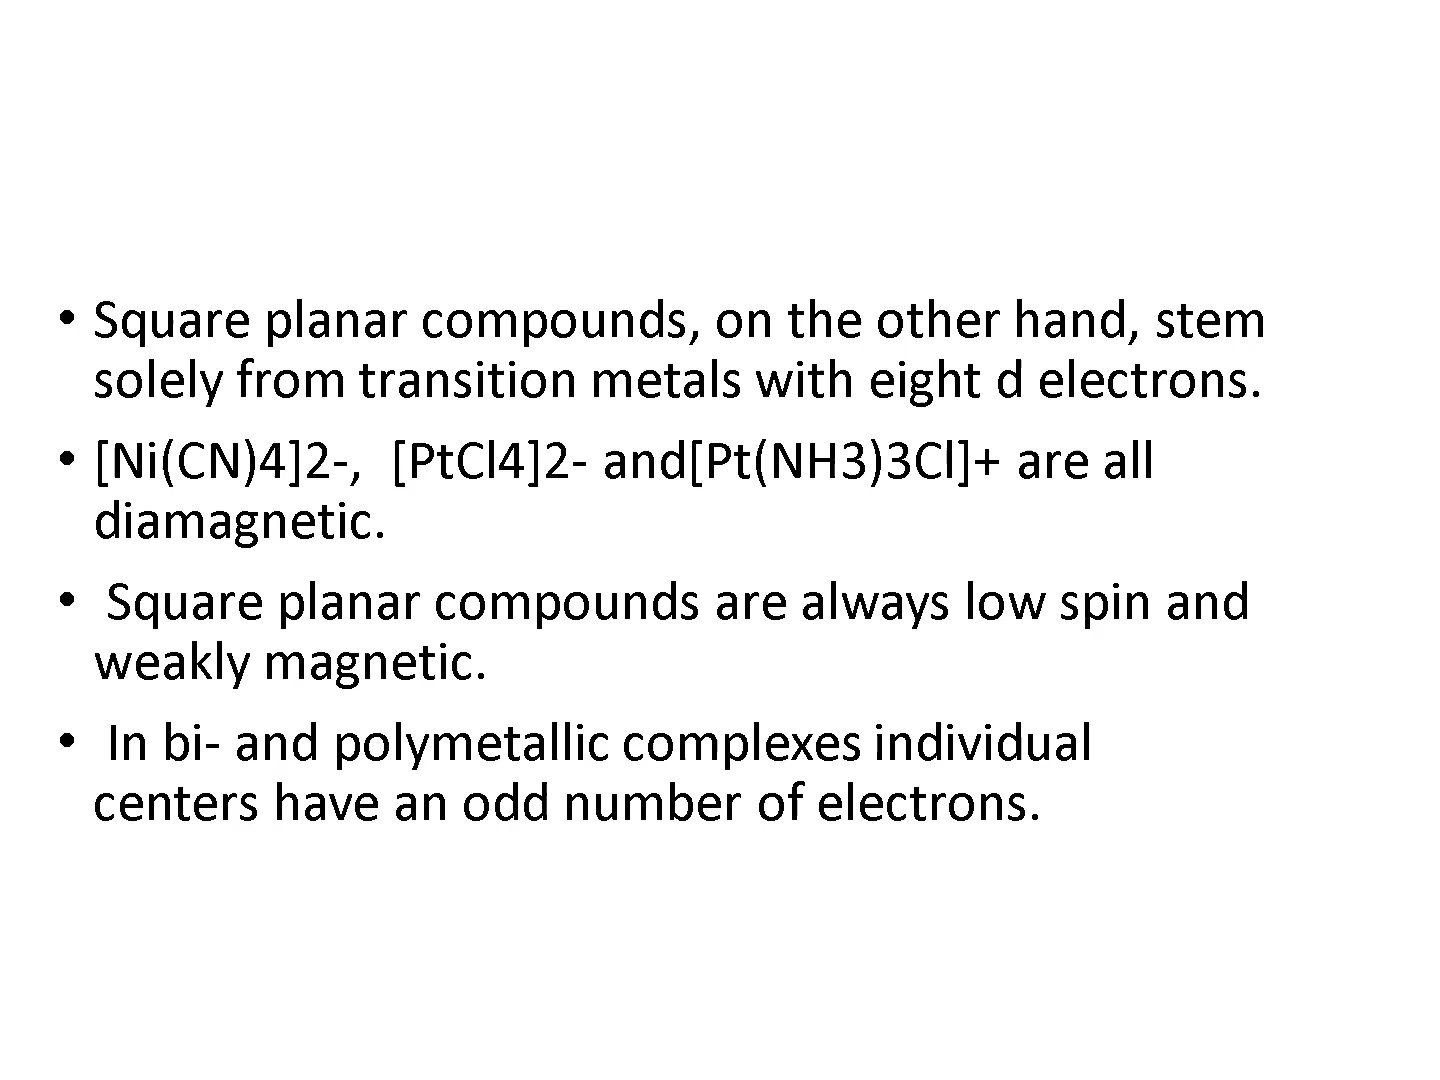 • Square planar compounds, on the other hand, stem
solely from transition metals with eight d electrons.
• [Ni(CN)4]2-,  [PtCl4]2- and[Pt(NH3)3Cl]+ are all
diamagnetic.
•  Square planar compounds are always low spin and
weakly magnetic.
•  In bi- and polymetallic complexes individual
centers have an odd number of electrons.